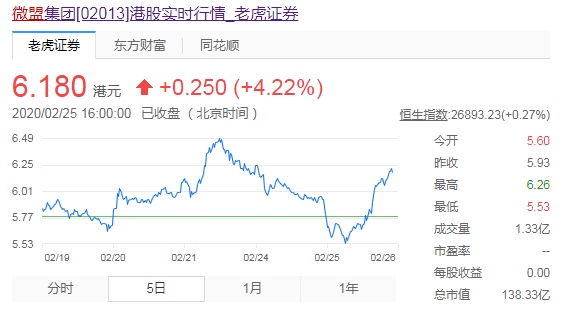 微盟集团[02013]港股实时行情_老虎证券
老虎证券 东方财富 同花顺
6.180 港元 +0.250 (+4.22%)
2020/02/25 16:00:00 已收盘（北京时间） 恒生指数:26893.23(+0.27%)
6.49
6.25
6.01
5.77
5.53
02/19 02/20 02/21 02/24 02/25 02/26
分时 5日 1月 1年
今开 5.60
昨收 5.93
最高 6.26
最低 5.53
成交量 1.33亿
市盈率 --
每股收益 0.00
总市值 138.33亿